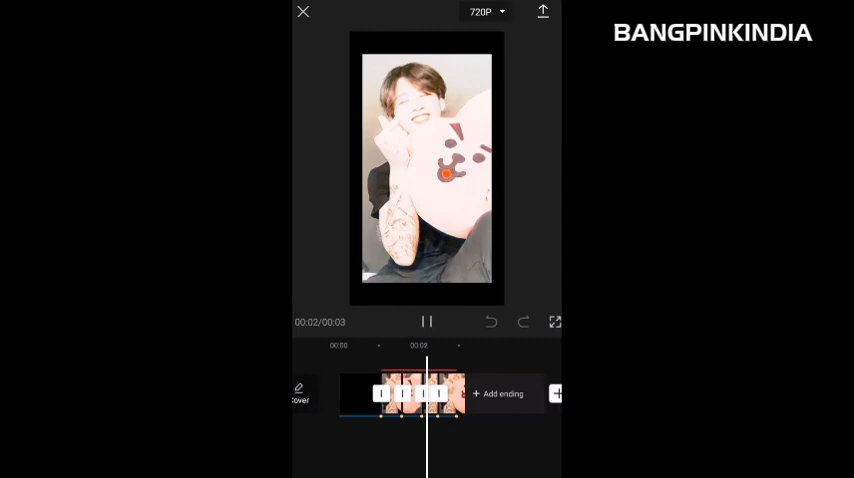 720P
BANGPINKINDIA
00:02/00:03
00:00
00:02
Cover
+ Add ending